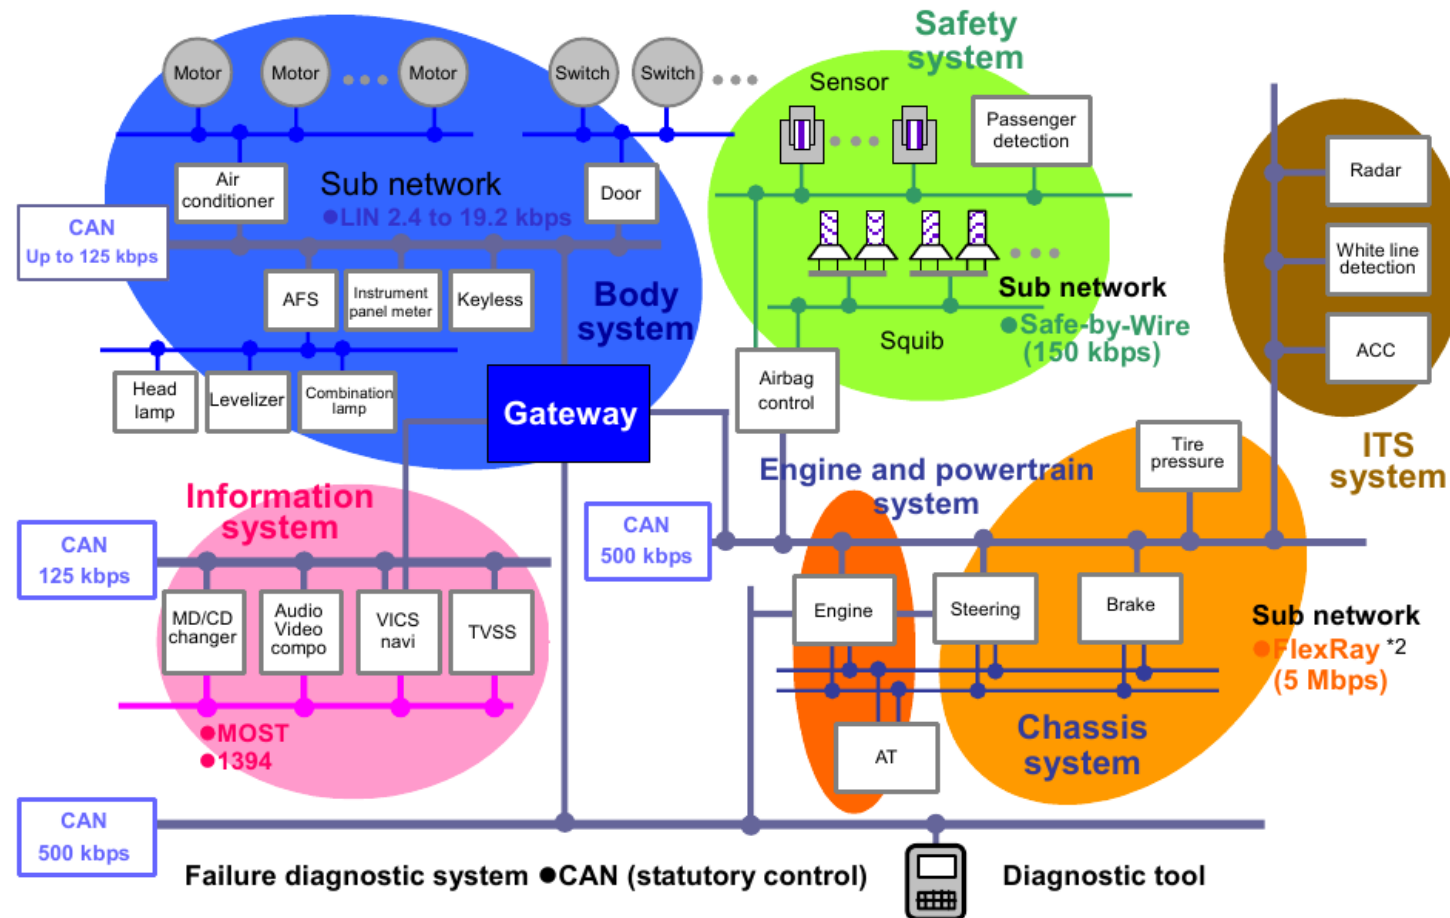 Safety
system
Motor
Motor
Motor
Switch
Switch
Sensor
Passenger
detection
Air
conditioner
Sub network
●LIN 2.4 to 19.2 kbps
Door
Radar
CAN
Up to 125 kbps
White line
detection
AFS
Instrument
panel meter
Keyless
Body
system
Sub network
●Safe-by-Wire
(150 kbps)
Squib
ACC
Head
lamp
Levelizer
Combination
lamp
Gateway
Airbag
control
Tire
pressure
ITS
system
Engine and powertrain
system
Information
system
CAN
125 kbps
CAN
500 kbps
MD/CD
changer
Audio
Video
compo
VICS
navi
TVSS
Engine
Steering
Brake
Sub network
●FlexRay *2
(5 Mbps)
●MOST
●1394
AT
Chassis
system
CAN
500 kbps
Failure diagnostic system ●CAN (statutory control)
Diagnostic tool